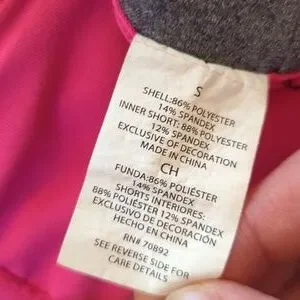 S
SHELL:86% POLYESTER
14% SPANDEX
INNER SHORT: 88% POLYESTER
12% SPANDEX
EXCLUSIVE OF DECORATION
MADE IN CHINA
CH
FUNDA:86% POLIÉSTER
14% SPANDEX
SHORTS INTERIORES:
88% POLIÉSTER 12% SPANDEX
EXCLUSIVO DE DECORACIÓN
HECHO EN CHINA
RN# 70892
SEE REVERSE SIDE FOR
CARE DETAILS